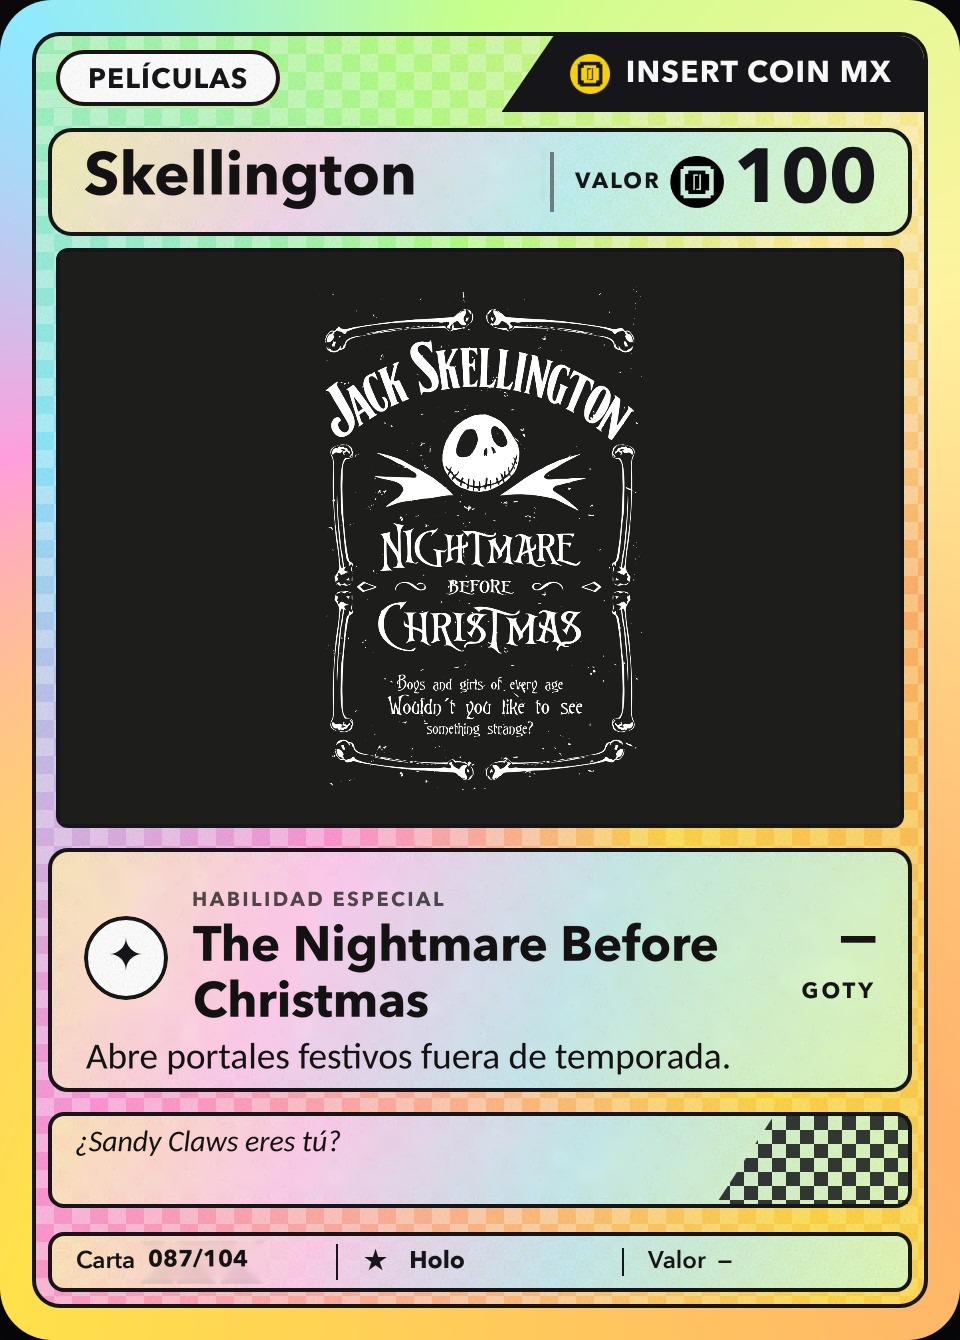 PELÍCULAS
INSERT COIN MX
Skellington
VALOR 100
JACK SKELLINGTON
NIGHTMARE
BEFORE
CHRISTMAS
Boys and girls of every age
Wouldn´t you like to see
something strange?
HABILIDAD ESPECIAL
The Nightmare Before
Christmas
—
GOTY
Abre portales festivos fuera de temporada.
¿Sandy Claws eres tú?
Carta 087/104 ★ Holo Valor –